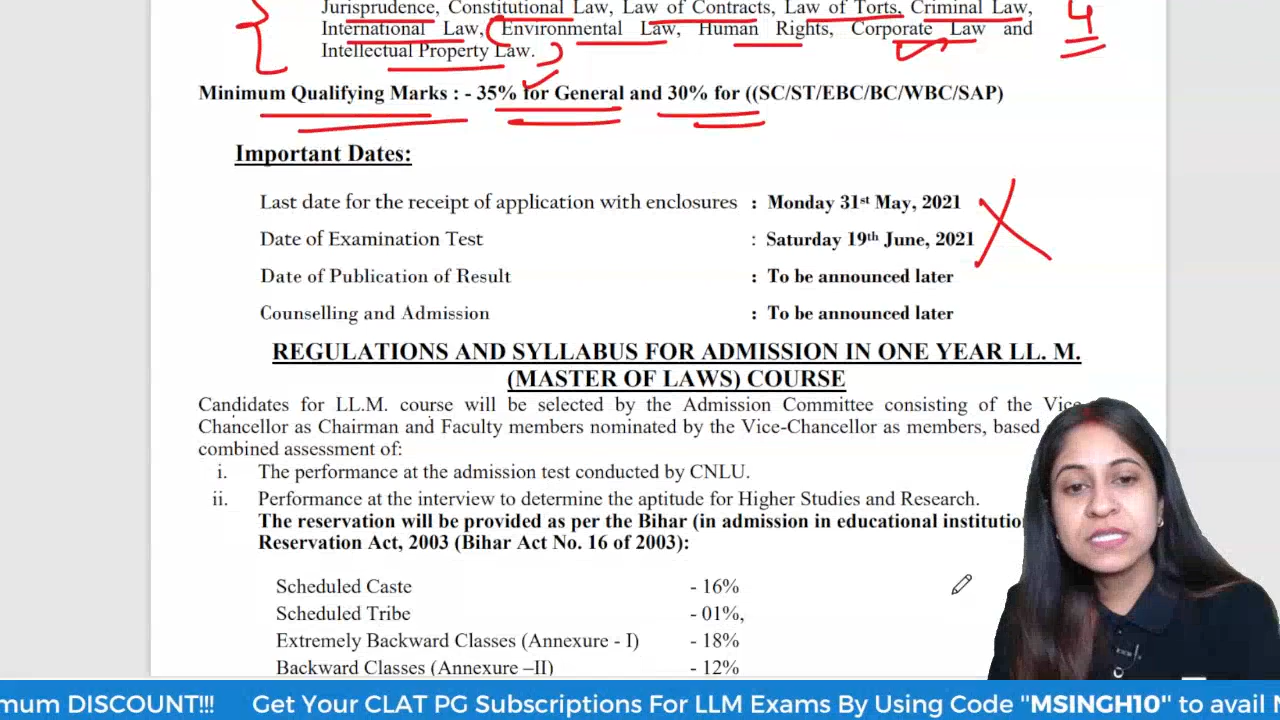 Jurisprudence, Constitutional Law, Law of Contracts, Law of Torts, Criminal Law,
International Law, Environmental Law, Human Rights, Corporate Law and
Intellectual Property Law.
4
Minimum Qualifying Marks : - 35% for General and 30% for ((SC/ST/EBC/BC/WBC/SAP)
Important Dates:
Last date for the receipt of application with enclosures : Monday 31st May, 2021
Date of Examination Test : Saturday 19th June, 2021
Date of Publication of Result : To be announced later
Counselling and Admission : To be announced later
REGULATIONS AND SYLLABUS FOR ADMISSION IN ONE YEAR LL. M.
(MASTER OF LAWS) COURSE
Candidates for LL.M. course will be selected by the Admission Committee consisting of the Vice-
Chancellor as Chairman and Faculty members nominated by the Vice-Chancellor as members, based
combined assessment of:
i. The performance at the admission test conducted by CNLU.
ii. Performance at the interview to determine the aptitude for Higher Studies and Research.
The reservation will be provided as per the Bihar (in admission in educational
Reservation Act, 2003 (Bihar Act No. 16 of 2003):
Scheduled Caste - 16%
Scheduled Tribe - 01%,
Extremely Backward Classes (Annexure - I) - 18%
Backward Classes (Annexure –II) - 12%
mum DISCOUNT!!! Get Your CLAT PG Subscriptions For LLM Exams By Using Code "MSINGH10" to avail